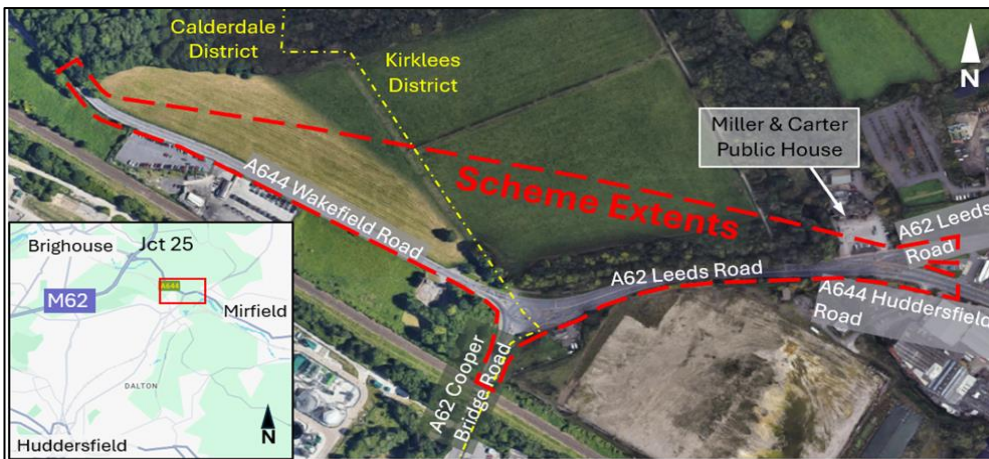 Calderdale
District
Kirklees
District
N
Miller & Carter
Public House
Scheme Extents
A644 Wakefield Road
A62 Leeds Road
A62 Leeds
Road
A644 Huddersfield
Road
A62 Cooper
Bridge Road
Brighouse
Jct 25
A644
M62
Mirfield
DALTON
Huddersfield
N